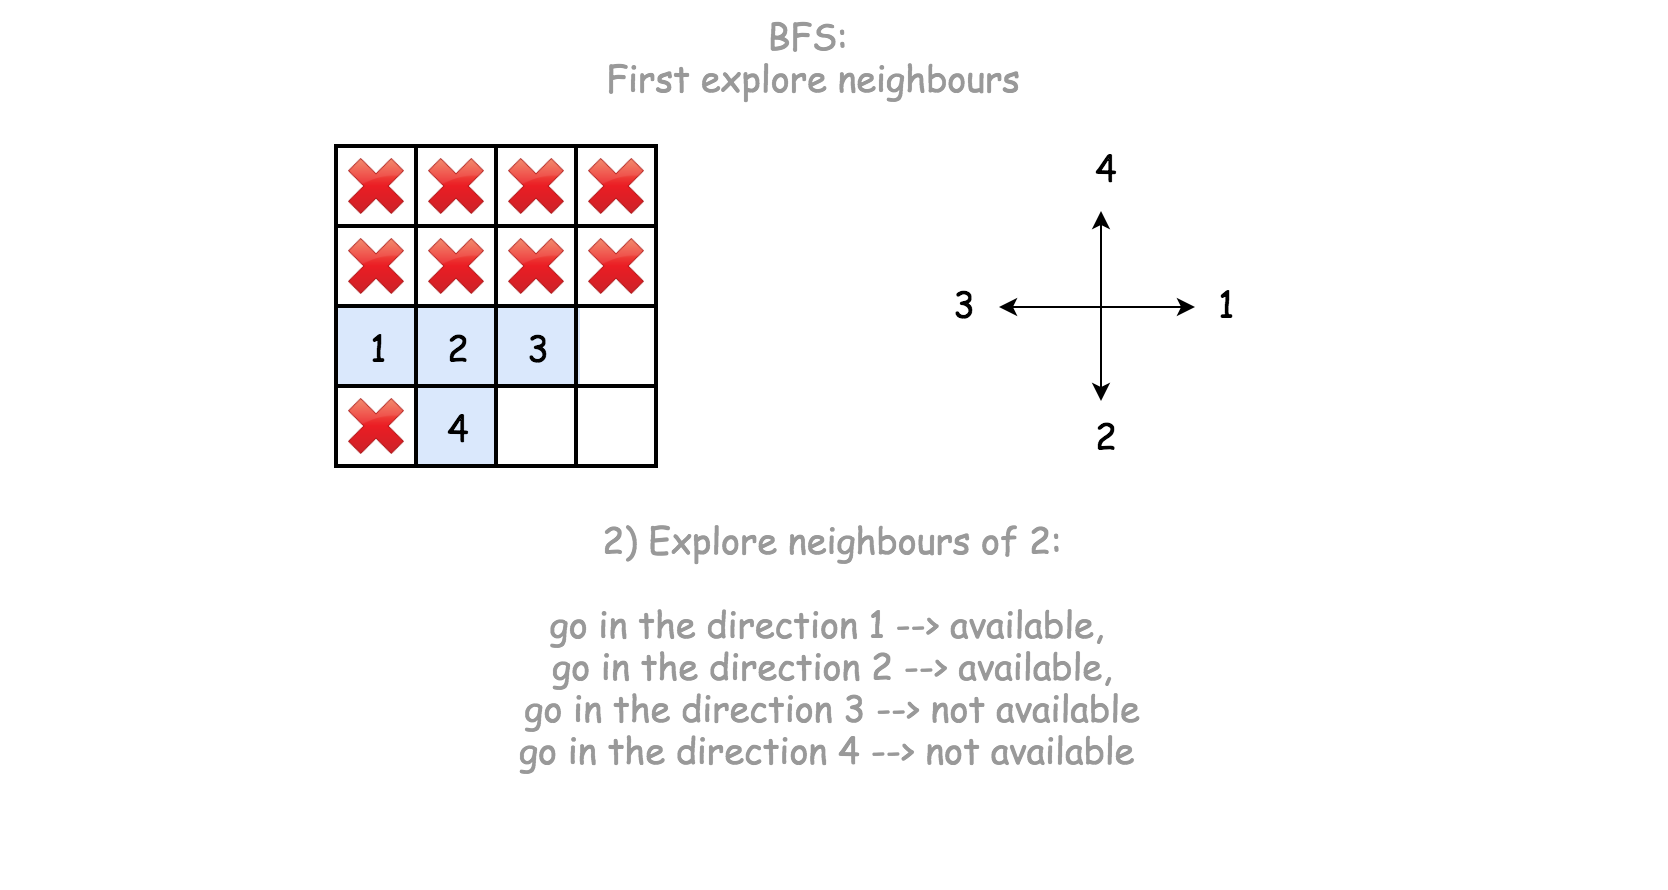 BFS:
First explore neighbours
4
3 1
1 2 3
4
2
2) Explore neighbours of 2:
go in the direction 1 --> available,
go in the direction 2 --> available,
go in the direction 3 --> not available
go in the direction 4 --> not available